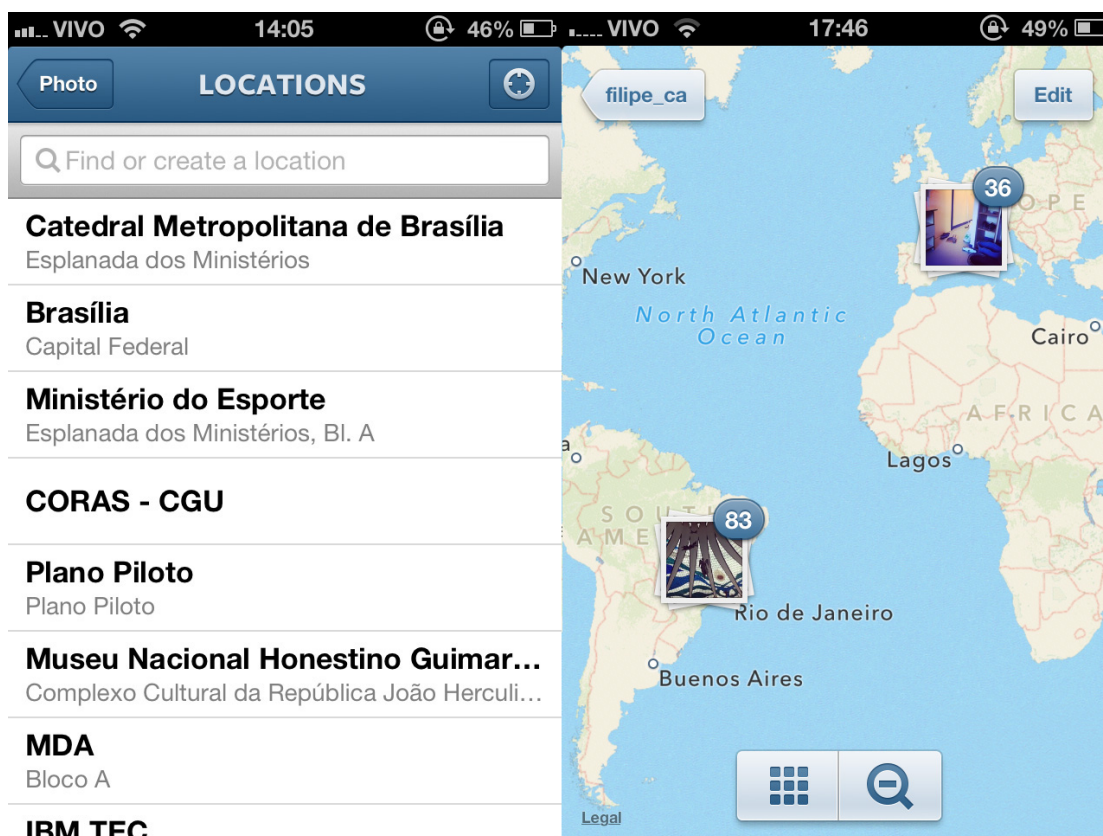 VIVO 14:05 46%
Photo LOCATIONS
Find or create a location
Catedral Metropolitana de Brasília
Esplanada dos Ministérios
Brasília
Capital Federal
Ministério do Esporte
Esplanada dos Ministérios, Bl. A
CORAS - CGU
Plano Piloto
Plano Piloto
Museu Nacional Honestino Guimar...
Complexo Cultural da República João Herculi...
MDA
Bloco A
IBM TEC
VIVO 17:46 49%
filipe_ca Edit
36
OPE
New York
North Atlantic
Ocean
Cairo
AFRICA
a
Lagos
SOUT
AME
83
Rio de Janeiro
Buenos Aires
Legal